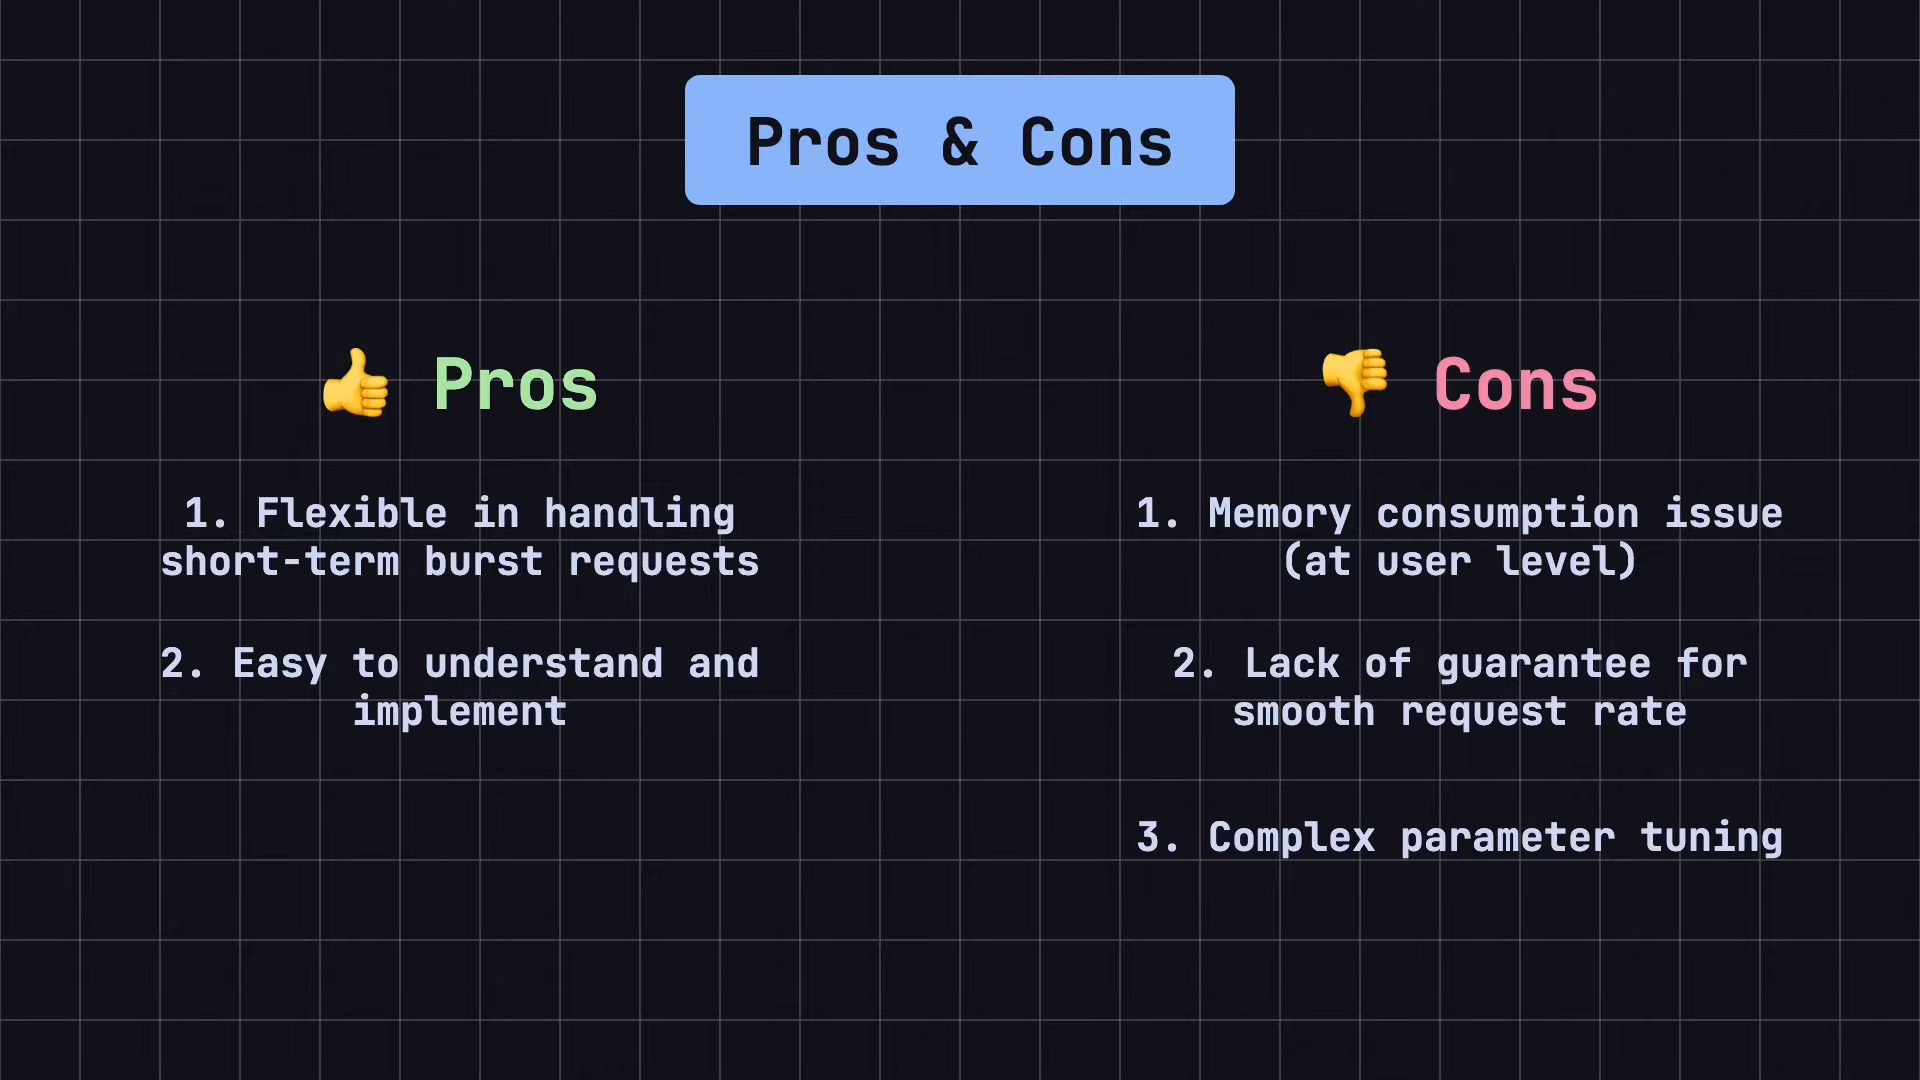 Pros & Cons
👍 Pros
1. Flexible in handling
short-term burst requests
2. Easy to understand and
implement
👎 Cons
1. Memory consumption issue
(at user level)
2. Lack of guarantee for
smooth request rate
3. Complex parameter tuning